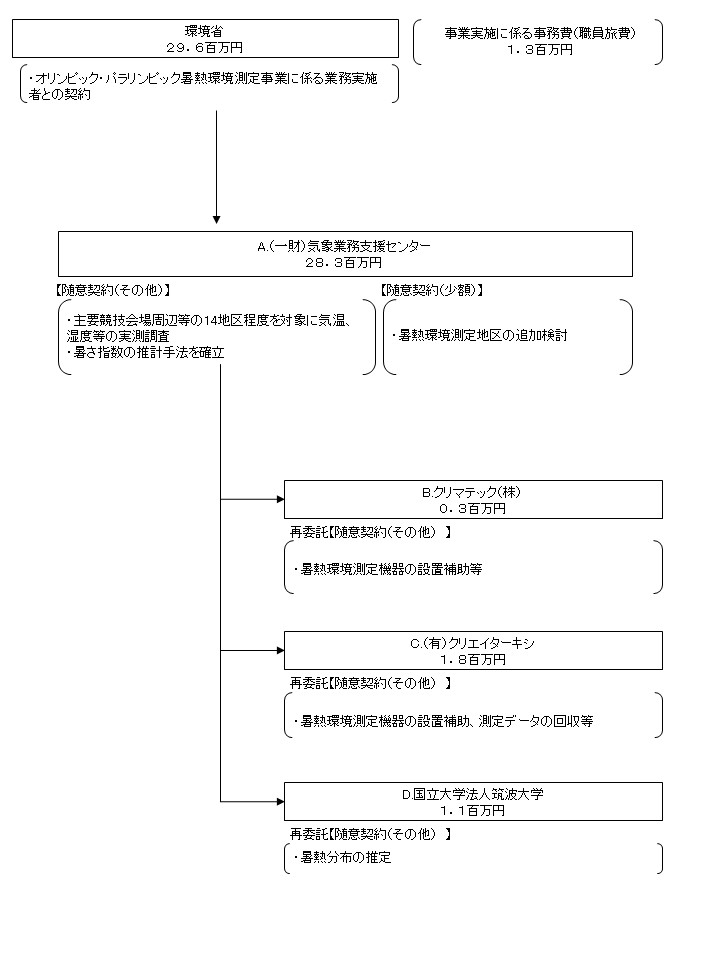 環境省
29.6百万円
事業実施に係る事務費(職員旅費)
1.3百万円
・オリンピック・パラリンピック暑熱環境測定事業に係る業務実施
者との契約
A.(一財)気象業務支援センター
28.3百万円
【随意契約(その他)】
【随意契約(少額)】
・主要競技会場周辺等の14地区程度を対象に気温、
湿度等の実測調査
・暑さ指数の推計手法を確立
・暑熱環境測定地区の追加検討
B.クリマテック(株)
0.3百万円
再委託【随意契約(その他) 】
・暑熱環境測定機器の設置補助等
C.(有)クリエイターキシ
1.8百万円
再委託【随意契約(その他) 】
・暑熱環境測定機器の設置補助、測定データの回収等
D.国立大学法人筑波大学
1.1百万円
再委託【随意契約(その他) 】
・暑熱分布の推定